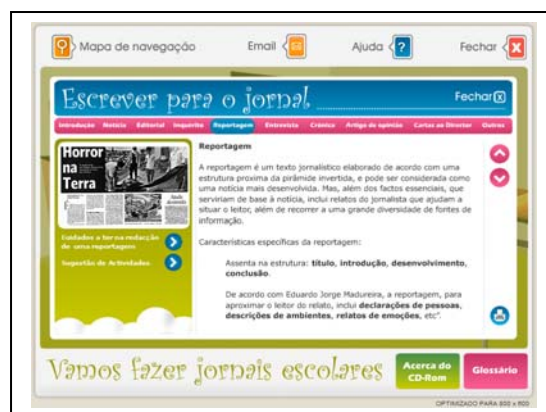 Mapa de navegação
Email
Ajuda ?
Fechar X
Escrever para o jornal
Fechar X
Introdução Notícia Editorial Inquérito Reportagem Entrevista Crónica Artigo de opinião Cartas ao Director Outros
Horror
na
Terra
Cuidados a ter na redacção
de uma reportagem
Sugestão de Actividades
Reportagem
A reportagem é um texto jornalístico elaborado de acordo com uma
estrutura proxima da pirâmide invertida, e pode ser considerada como
uma notícia mais desenvolvida. Mas, além dos factos essenciais, que
serviriam de base à notícia, inclui relatos do jornalista que ajudam a
situar o leitor, além de recorrer a uma grande diversidade de fontes de
informação.
Características específicas da reportagem:
Assenta na estrutura: título, introdução, desenvolvimento,
conclusão.
De acordo com Eduardo Jorge Madureira, a reportagem, para
aproximar o leitor do relato, inclui declarações de pessoas,
descrições de ambientes, relatos de emoções, etc".
Vamos fazer jornais escolares
Acerca do
CD-Rom
Glossário
OPTIMIZADO PARA 800 x 600